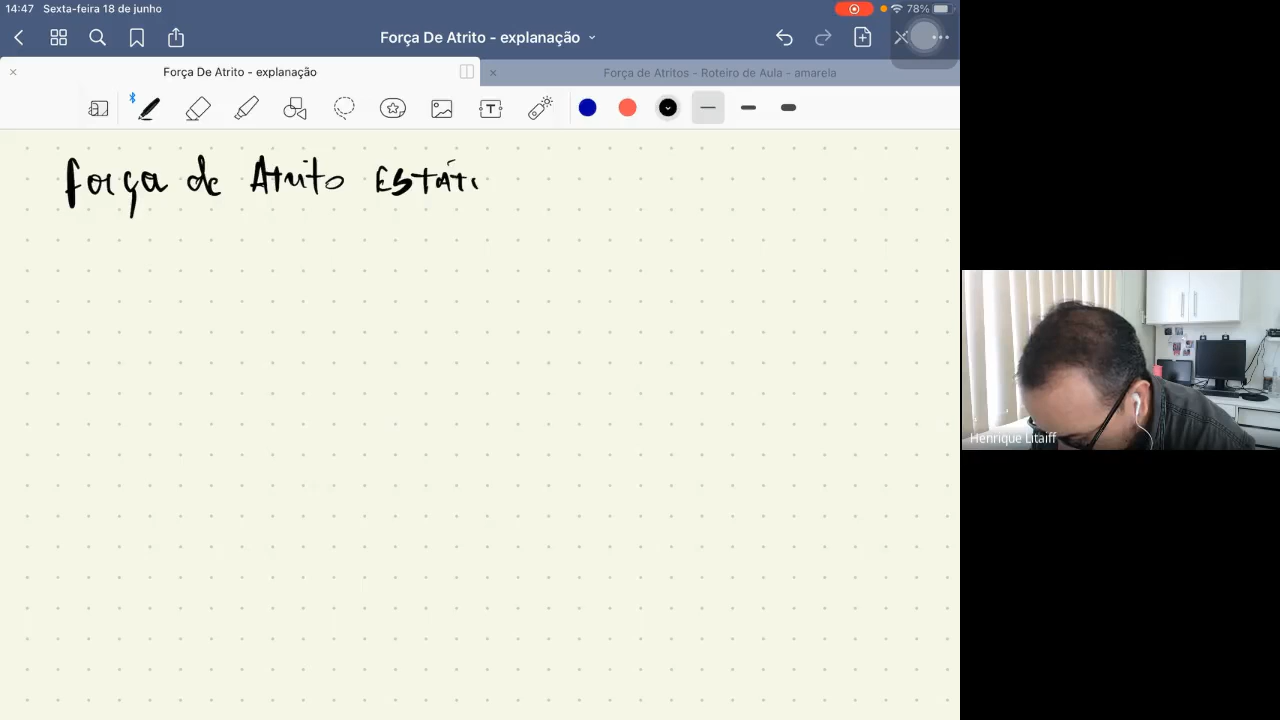 14:47 Sexta-feira 18 de junho 78%
Força De Atrito - explanação
Força De Atrito - explanação Força de Atritos - Roteiro de Aula - amarela
Força de Atrito Estáti
Henrique Litaiff